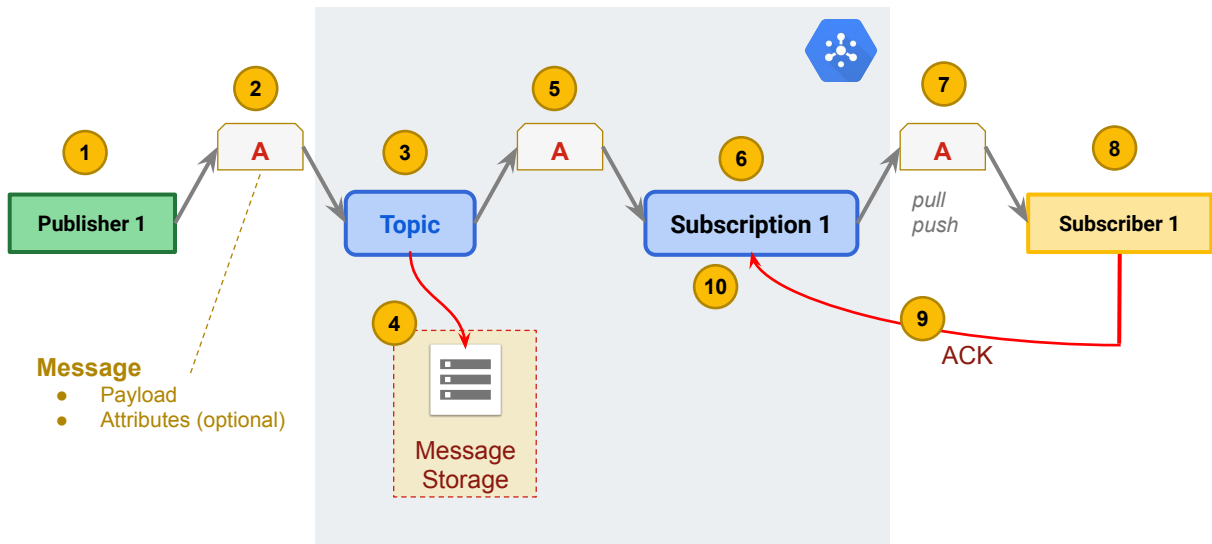 1
2
3
5
6
7
8
A
A
A
Publisher 1
Topic
Subscription 1
Subscriber 1
pull
push
10
4
9
ACK
Message
● Payload
● Attributes (optional)
Message
Storage